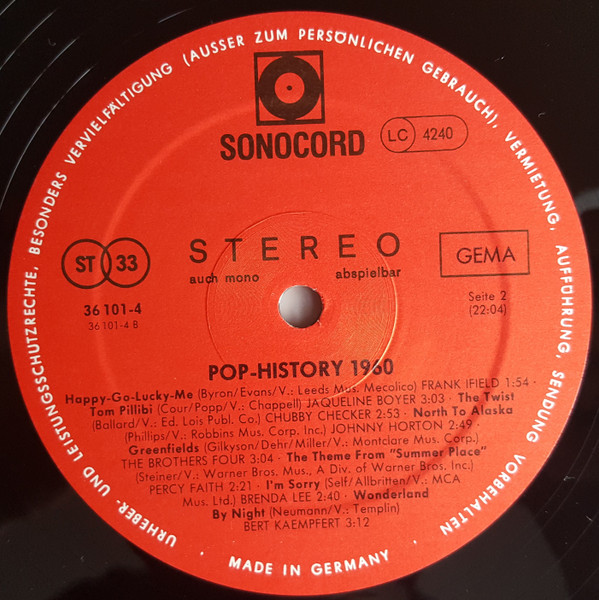 URHEBER- UND LEISTUNGSSCHUTZRECHTE, BESONDERS VERVIELFÄLTIGUNG (AUSSER ZUM PERSÖNLICHEN GEBRAUCH), VERMIETUNG, AUFFÜHRUNG, SENDUNG VORBEHALTEN
SONOCORD
LC 4240
ST 33
STEREO
auch mono abspielbar
GEMA
36 101-4
36 101-4 B
Seite 2
(22:04)
POP-HISTORY 1960
Happy-Go-Lucky-Me (Byron/Evans/V.: Leeds Mus. Mecolico) FRANK IFIELD 1:54 ·
Tom Pillibi (Cour/Popp/V.: Chappell) JAQUELINE BOYER 3:03 · The Twist
(Ballard/V.: Ed. Lois Publ. Co.) CHUBBY CHECKER 2:53 · North To Alaska
(Phillips/V.: Robbins Mus. Corp. Inc.) JOHNNY HORTON 2:49 ·
Greenfields (Gilkyson/Dehr/Miller/V.: Montclare Mus. Corp.)
THE BROTHERS FOUR 3:04 · The Theme From "Summer Place"
(Steiner/V.: Warner Bros. Mus., A Div. of Warner Bros. Inc.)
PERCY FAITH 2:21 · I'm Sorry (Self/Allbritten/V.: MCA
Mus. Ltd.) BRENDA LEE 2:40 · Wonderland
By Night (Neumann/V.: Templin)
BERT KAEMPFERT 3:12
· MADE IN GERMANY ·